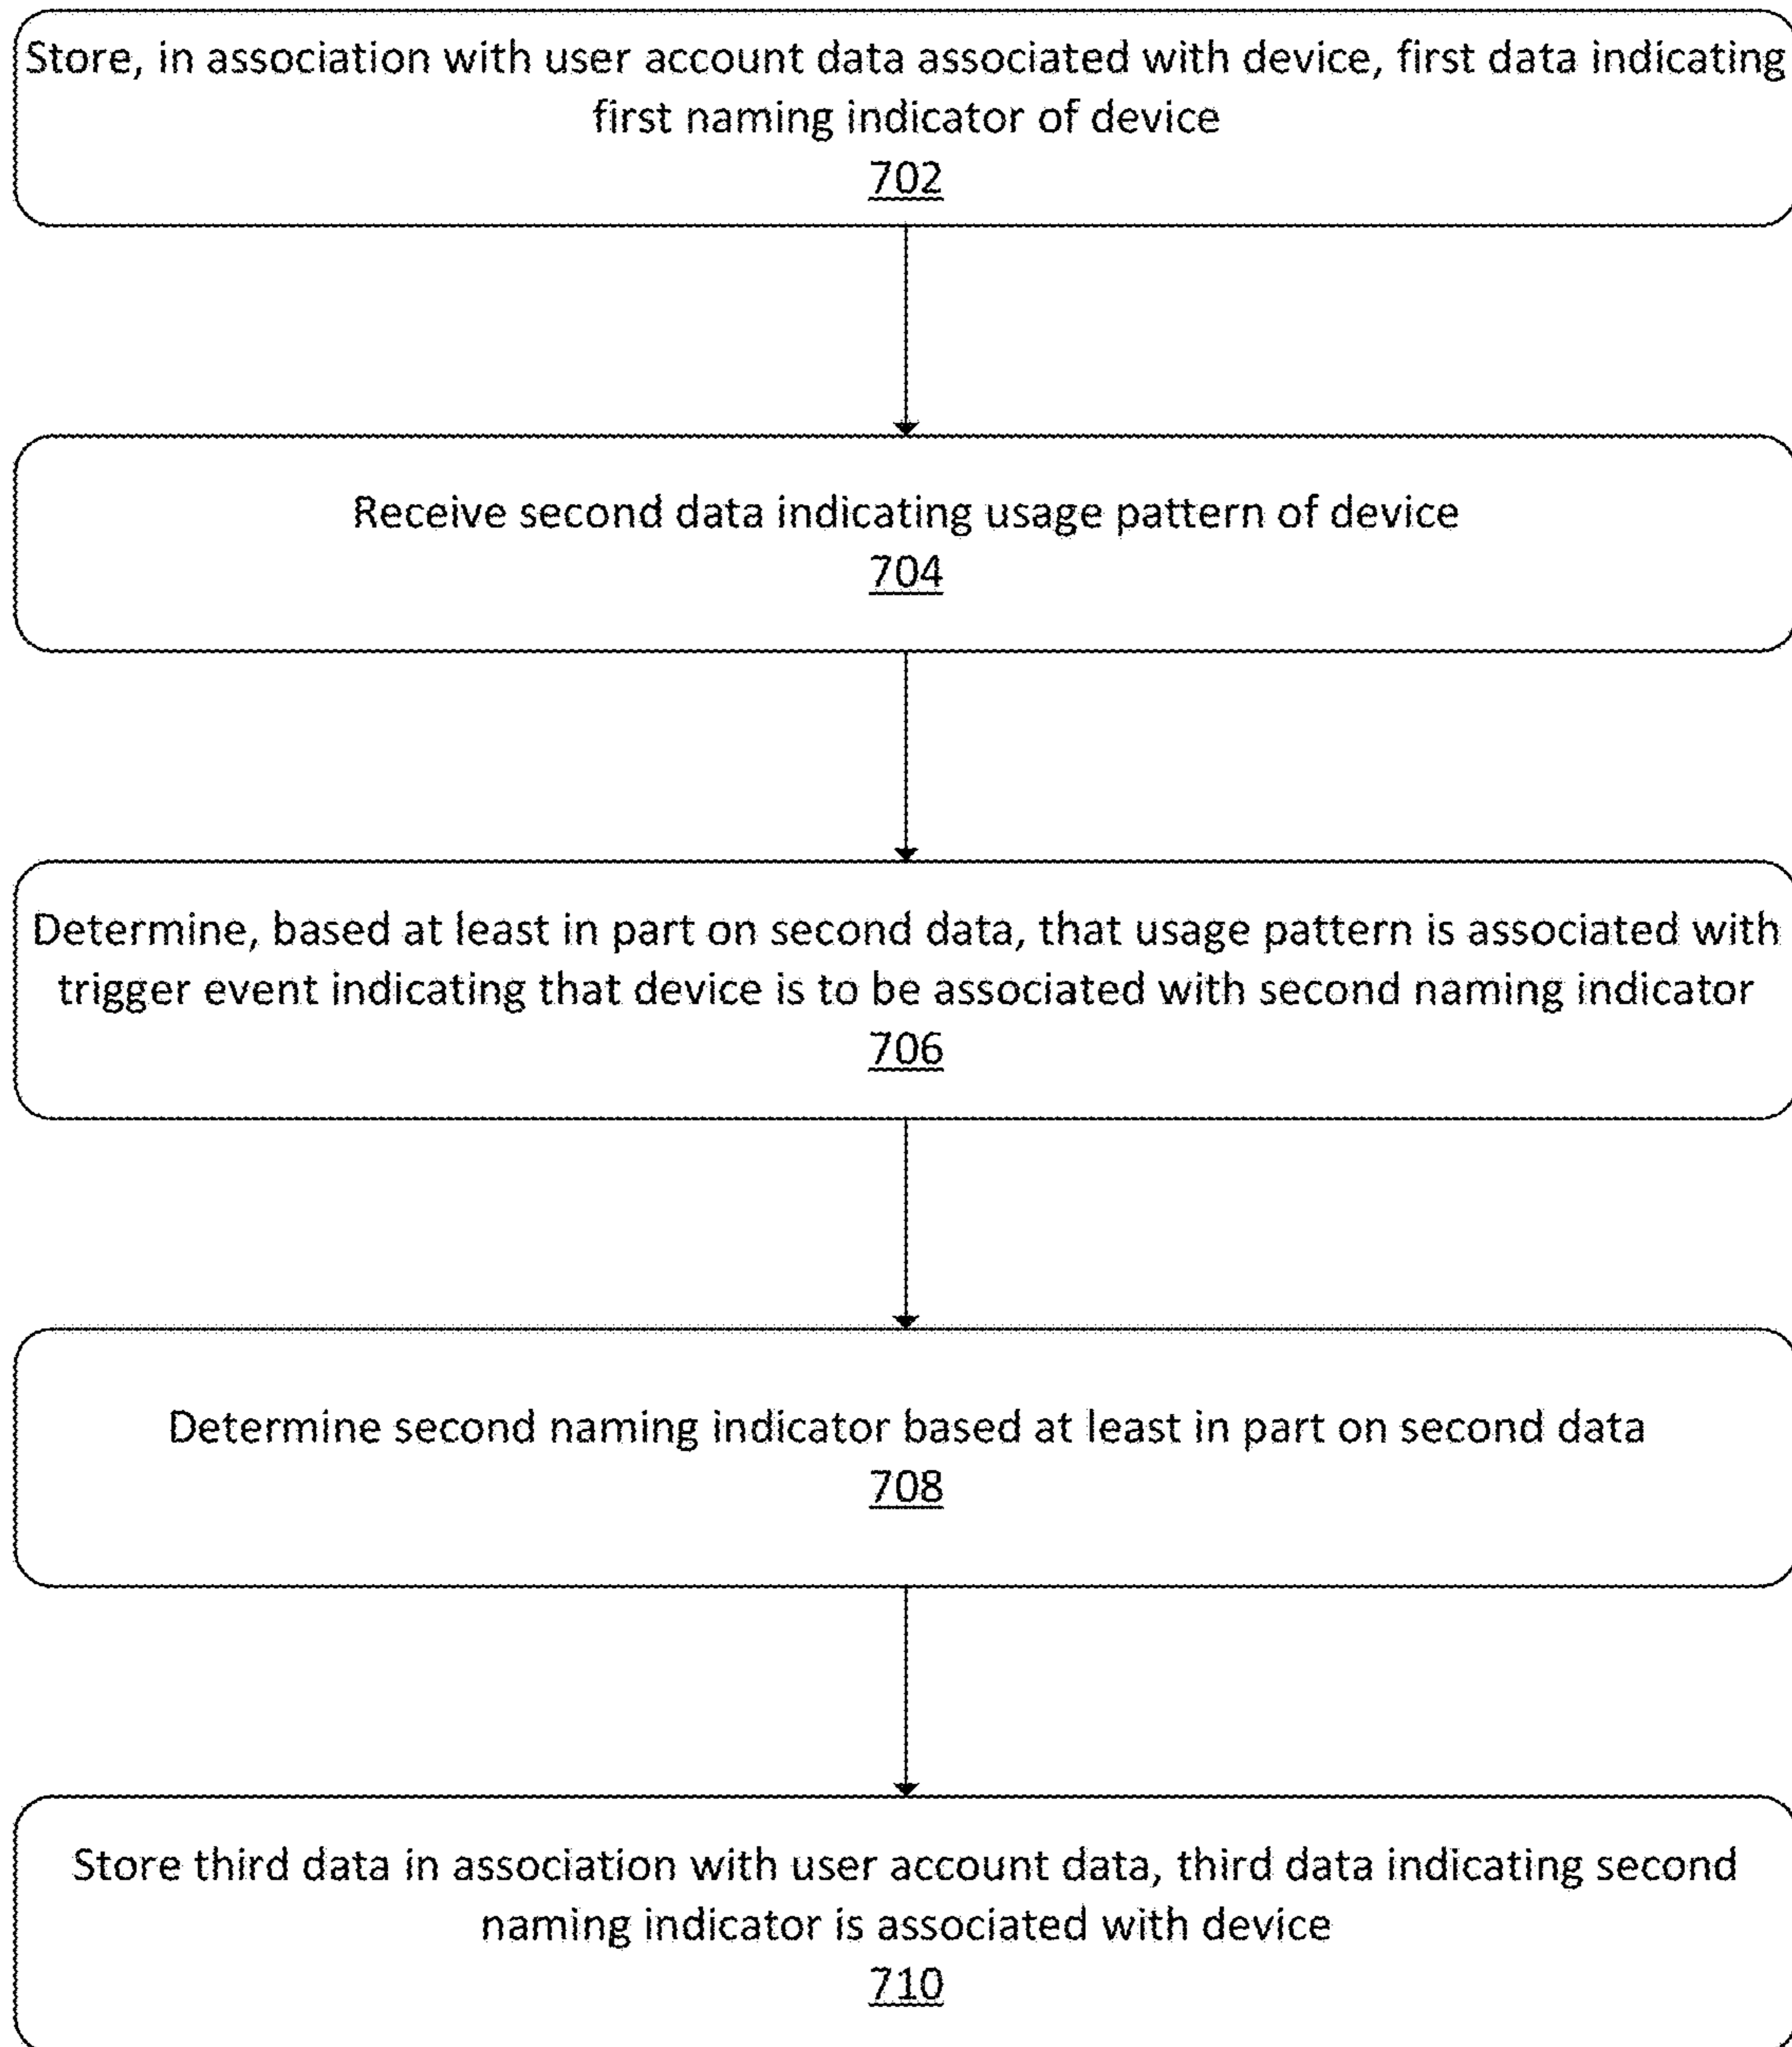 Store, in association with user account data associated with device, first data indicating
first naming indicator of device
702
Receive second data indicating usage pattern of device
704
Determine, based at least in part on second data, that usage pattern is associated with
trigger event indicating that device is to be associated with second naming indicator
706
Determine second naming indicator based at least in part on second data
708
Store third data in association with user account data, third data indicating second
naming indicator is associated with device
710